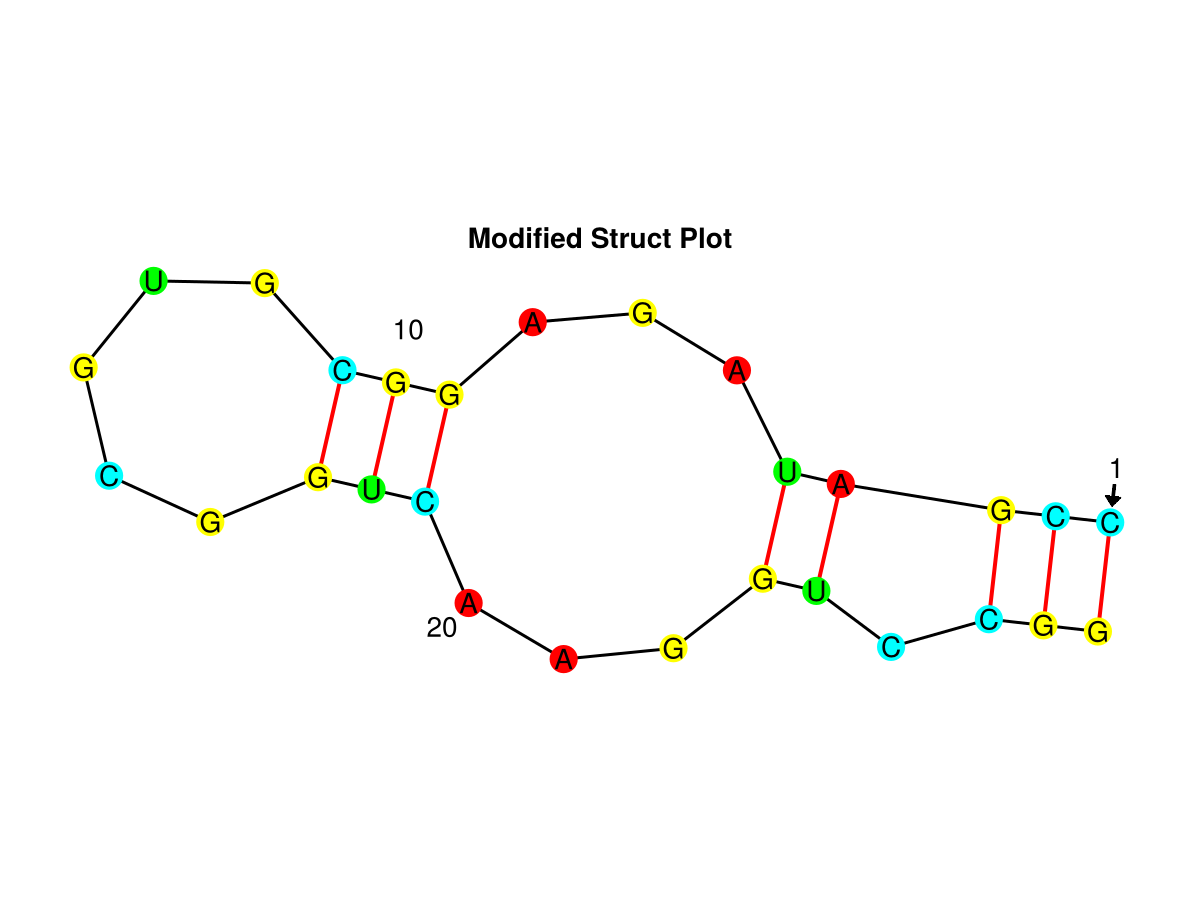 Modified Struct Plot
U G
10
A G
G C G G A
C G U C U A 1
G G C C
A G U
20 C C G G
A G